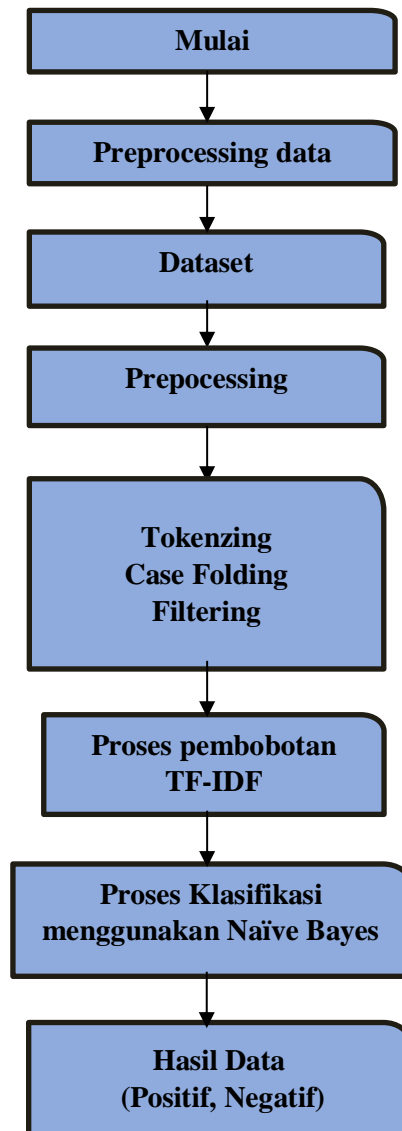 Mulai
Preprocessing data
Dataset
Prepocessing
Tokenzing
Case Folding
Filtering
Proses pembobotan
TF-IDF
Proses Klasifikasi
menggunakan Naïve Bayes
Hasil Data
(Positif, Negatif)